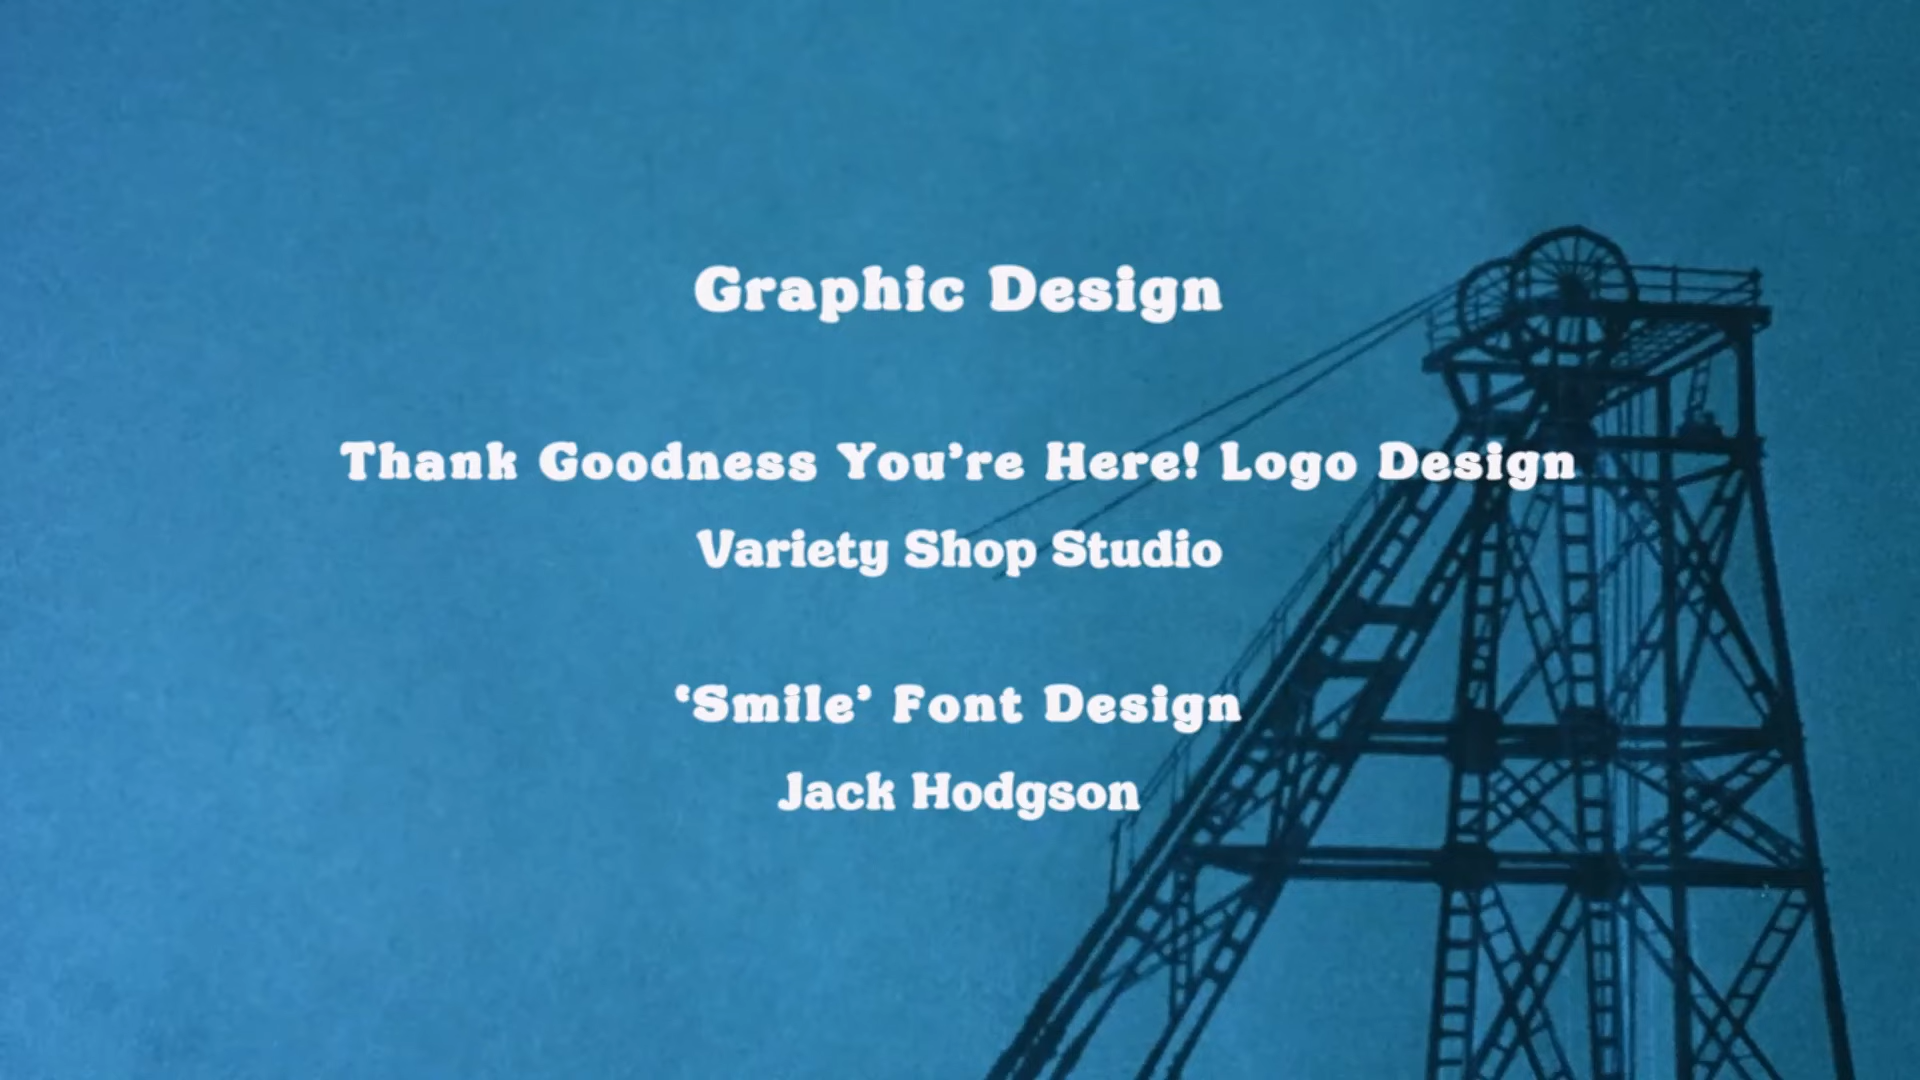 Graphic Design
Thank Goodness You’re Here! Logo Design
Variety Shop Studio
‘Smile’ Font Design
Jack Hodgson